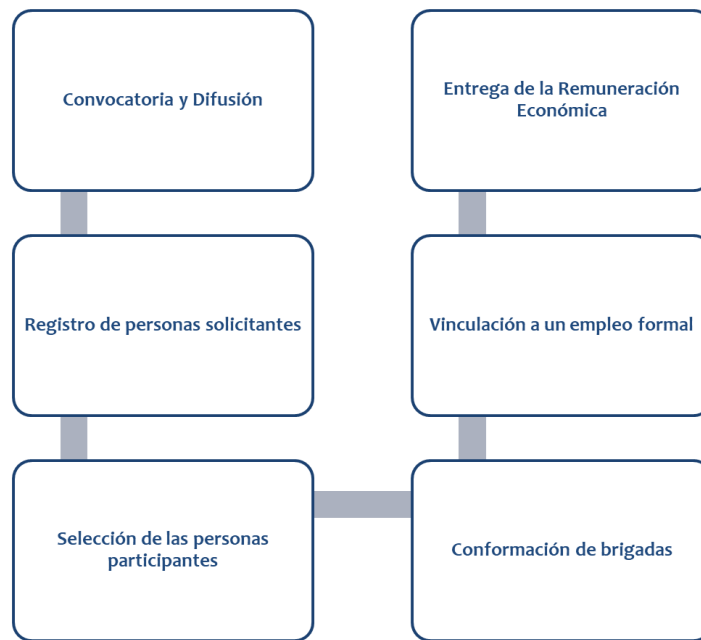 Convocatoria y Difusión
Registro de personas solicitantes
Selección de las personas
participantes
Conformación de brigadas
Vinculación a un empleo formal
Entrega de la Remuneración
Económica